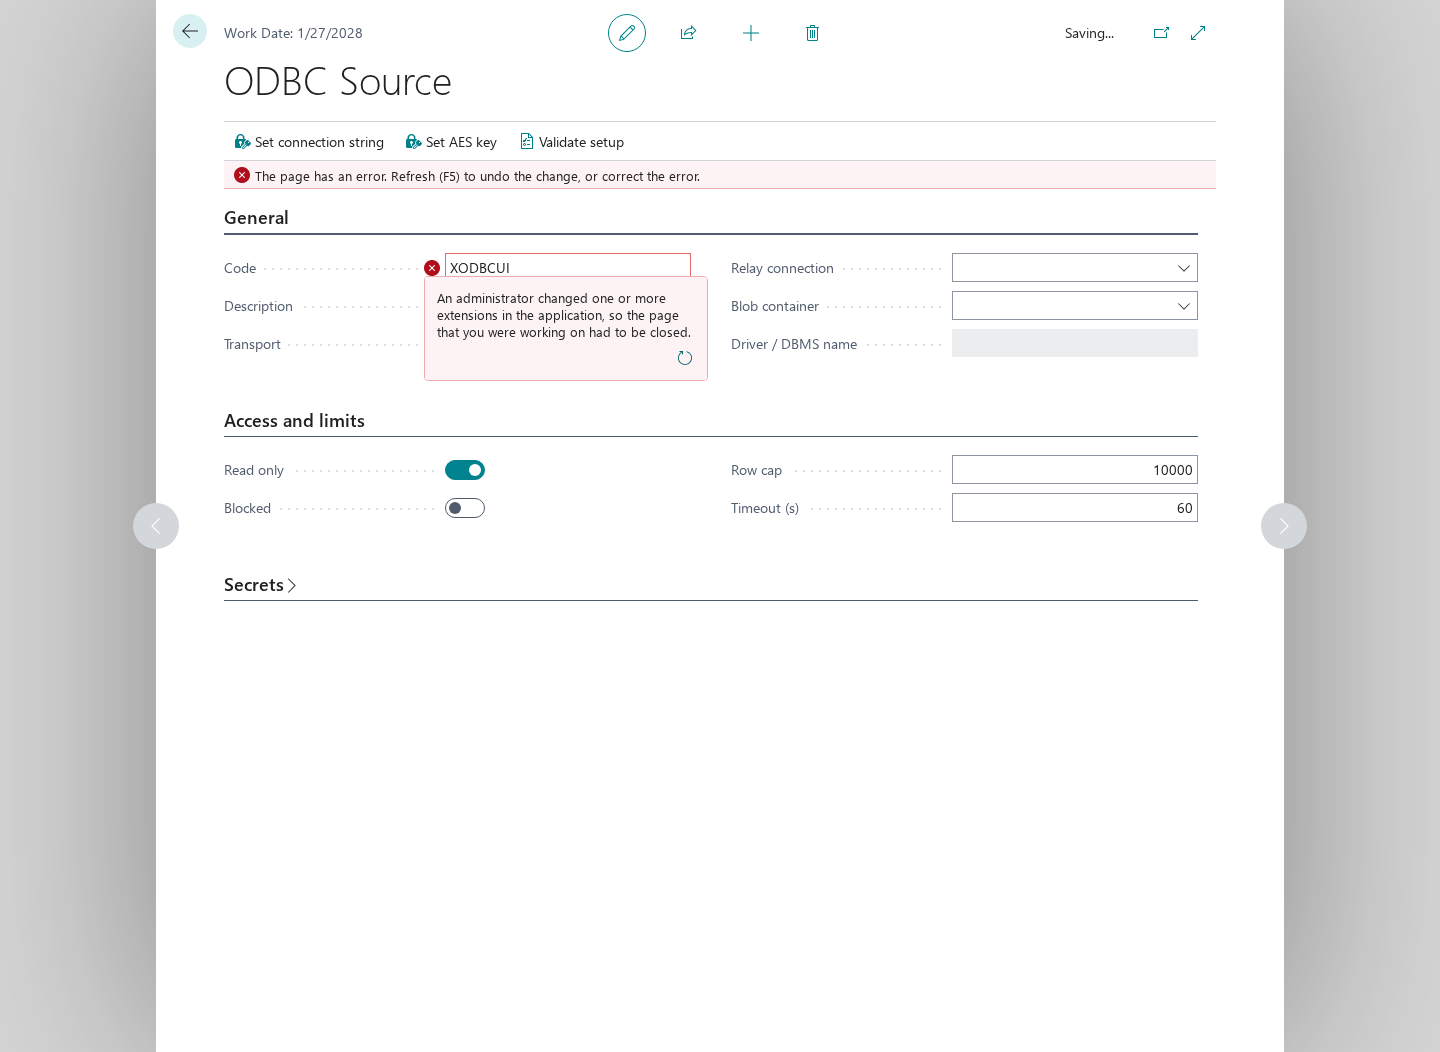 Work Date: 1/27/2028
Saving...
ODBC Source
Set connection string
Set AES key
Validate setup
The page has an error. Refresh (F5) to undo the change, or correct the error.
General
Code
XODBCUI
Relay connection
An administrator changed one or more
extensions in the application, so the page
that you were working on had to be closed.
Description
Blob container
Transport
Driver / DBMS name
Access and limits
Read only
Row cap
10000
Blocked
Timeout (s)
60
Secrets